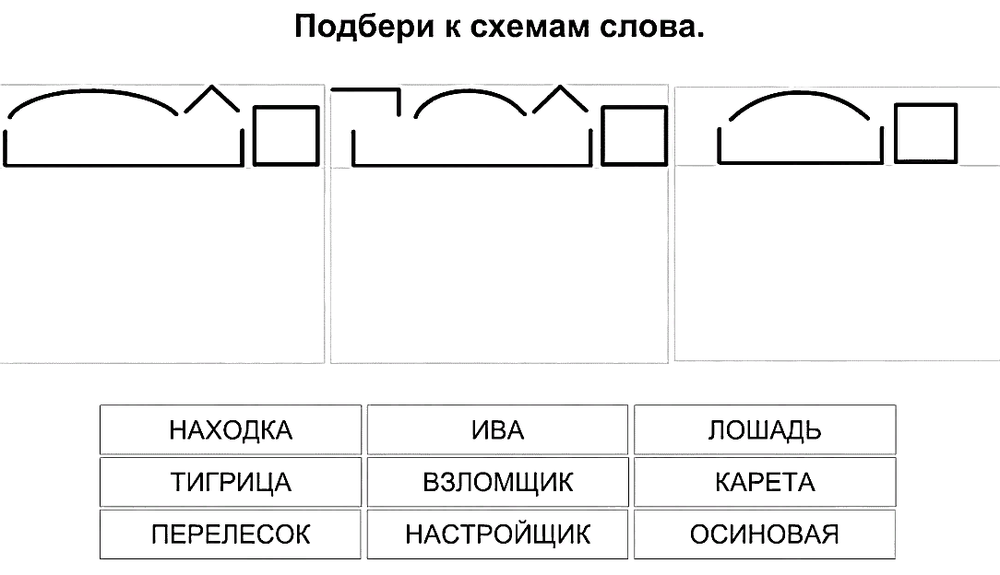 Подбери к схемам слова.
НАХОДКА ИВА ЛОШАДЬ
ТИГРИЦА ВЗЛОМЩИК КАРЕТА
ПЕРЕЛЕСОК НАСТРОЙЩИК ОСИНОВАЯ